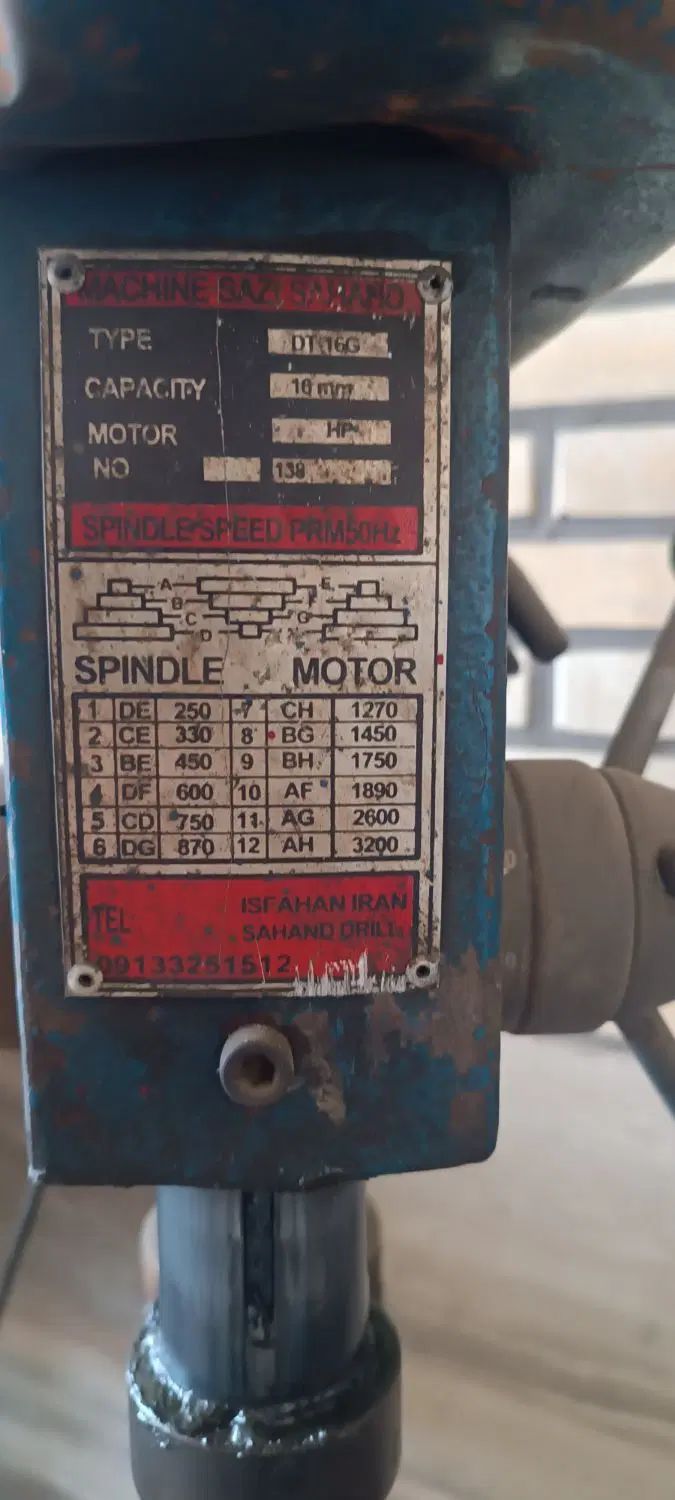 MACHINE SAZI SAHAND
TYPE DT 16G
CAPACITY 16 mm
MOTOR HP
NO 138
SPINDLE SPEED PRM50Hz
A E
B F
C G
D
SPINDLE MOTOR
1 DE 250 7 CH 1270
2 CE 330 8 BG 1450
3 BE 450 9 BH 1750
4 DF 600 10 AF 1890
5 CD 750 11 AG 2600
6 DG 870 12 AH 3200
TEL ISFAHAN IRAN
SAHAND DRILL
09133251512